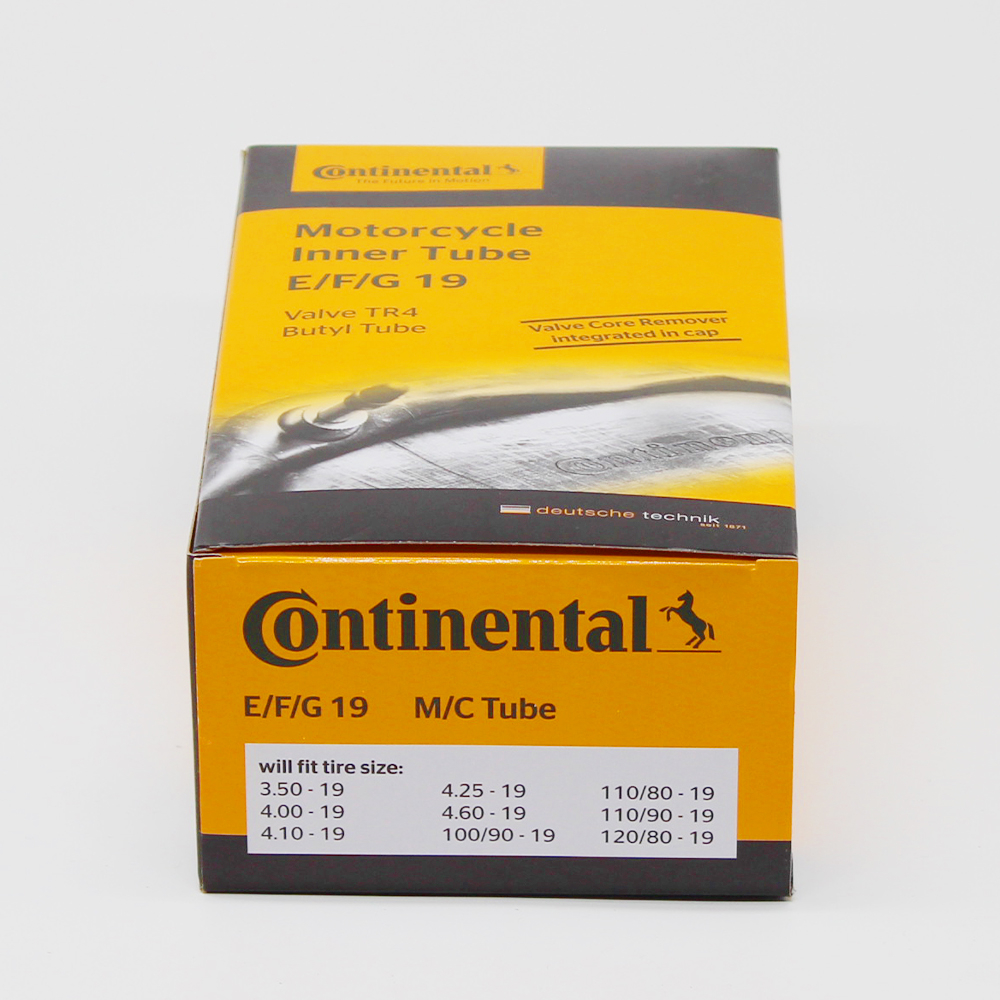 Continental
The Future in Motion
Motorcycle
Inner Tube
E/F/G 19
Valve TR4
Butyl Tube
Valve Core Remover
integrated in cap
deutsche technik
seit 1871
Continental
E/F/G 19 M/C Tube
will fit tire size:
3.50 - 19 4.25 - 19 110/80 - 19
4.00 - 19 4.60 - 19 110/90 - 19
4.10 - 19 100/90 - 19 120/80 - 19